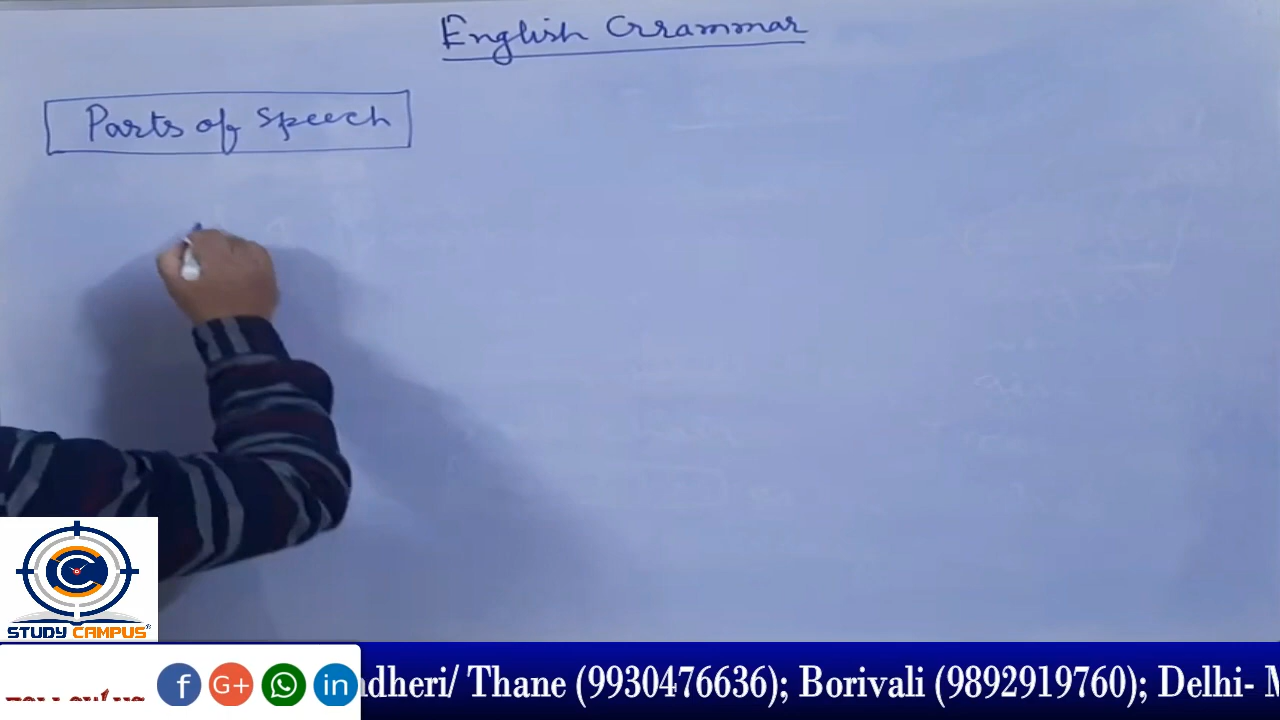 English Grammar
Parts of Speech
STUDY CAMPUS
f G+ in
dheri/ Thane (9930476636); Borivali (9892919760); Delhi-